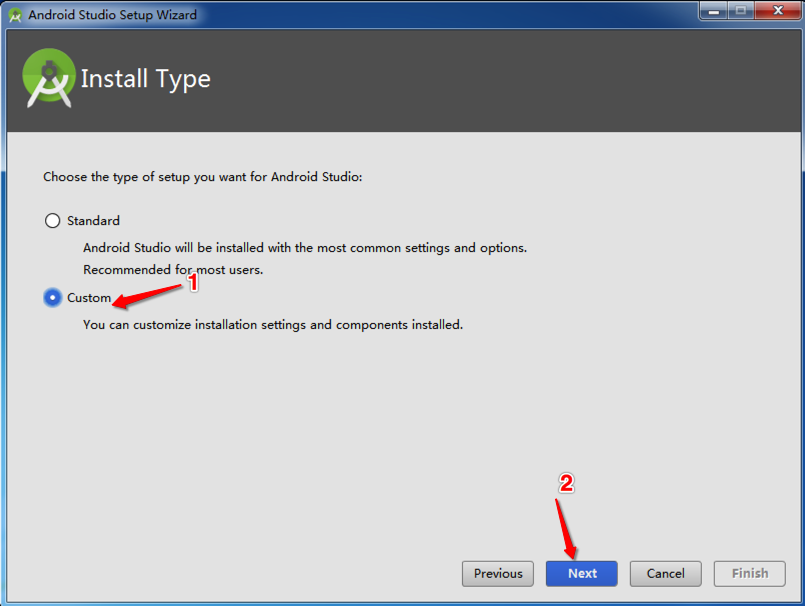 Android Studio Setup Wizard
Install Type
Choose the type of setup you want for Android Studio:
Standard
Android Studio will be installed with the most common settings and options.
Recommended for most users.
1
Custom
You can customize installation settings and components installed.
2
Previous
Next
Cancel
Finish